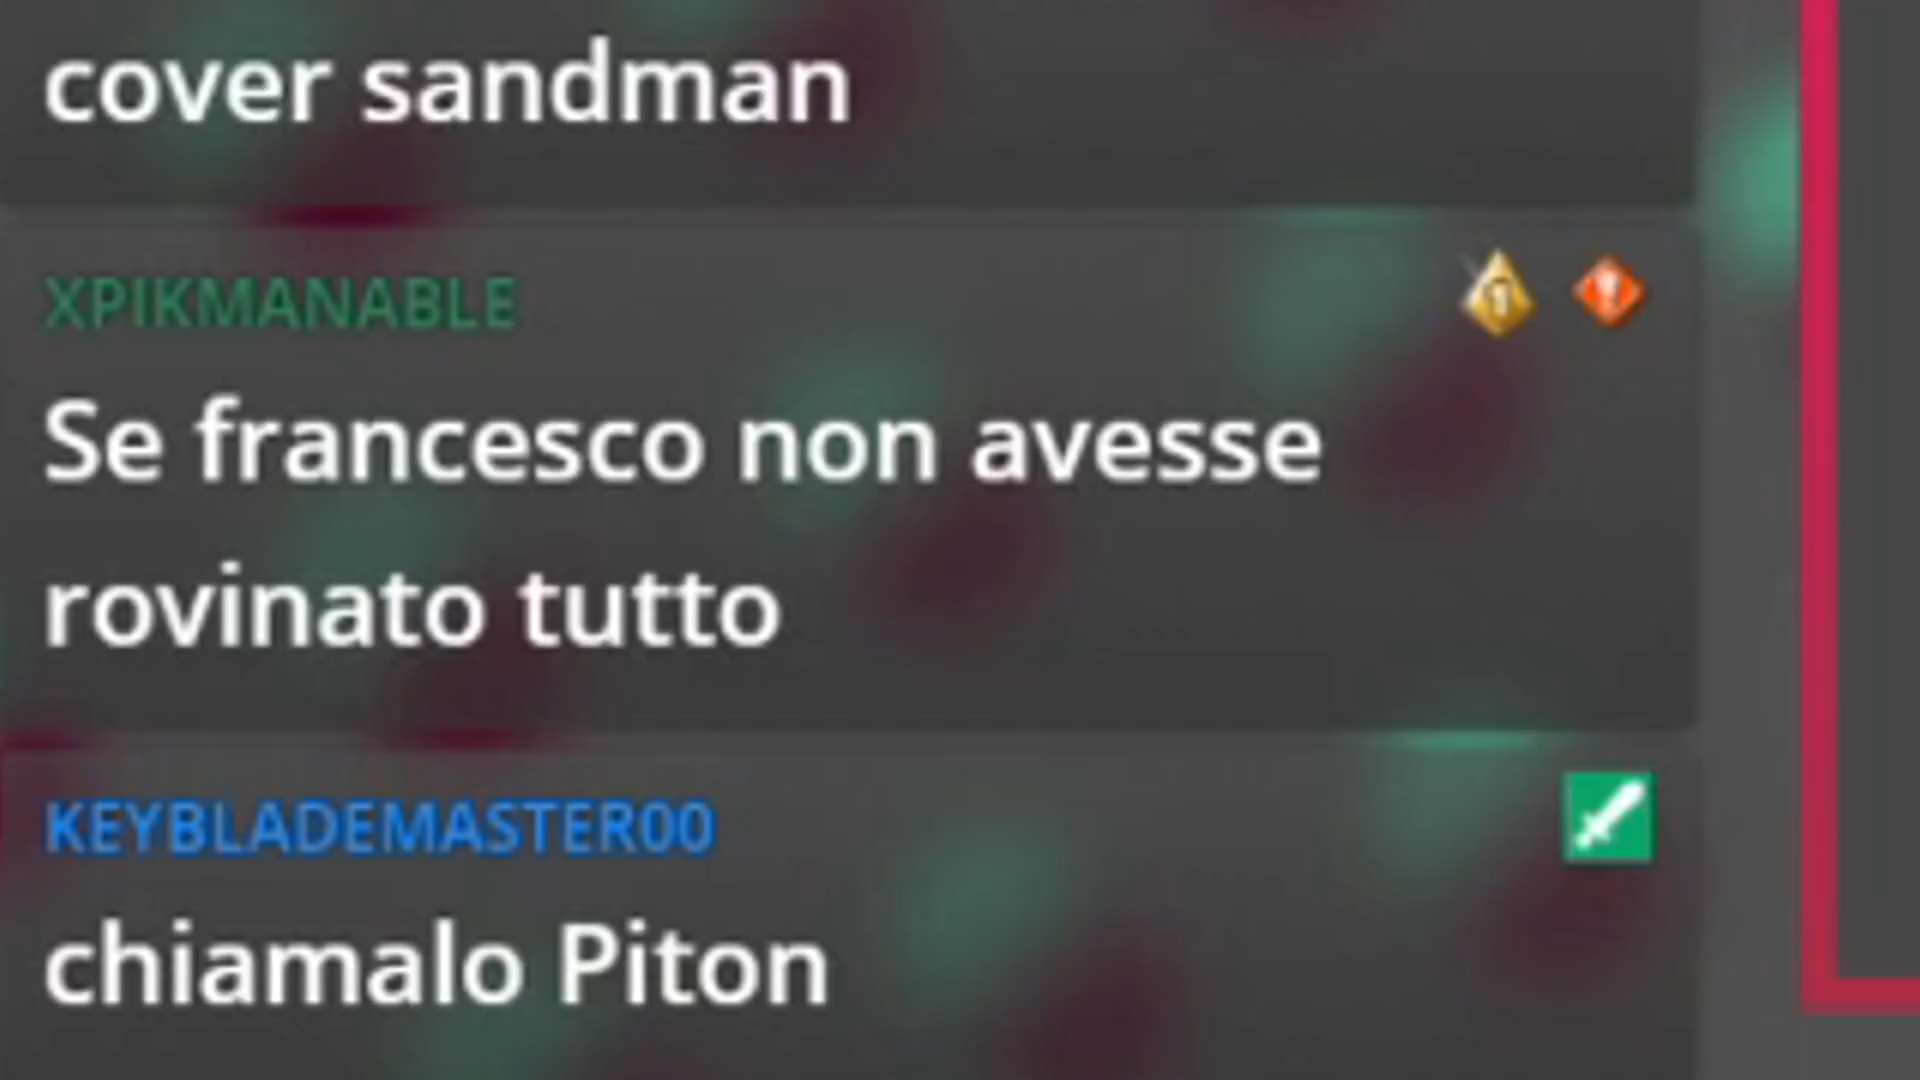 cover sandman
XPIKMANABLE
Se francesco non avesse
rovinato tutto
KEYBLADEMASTER00
chiamalo Piton